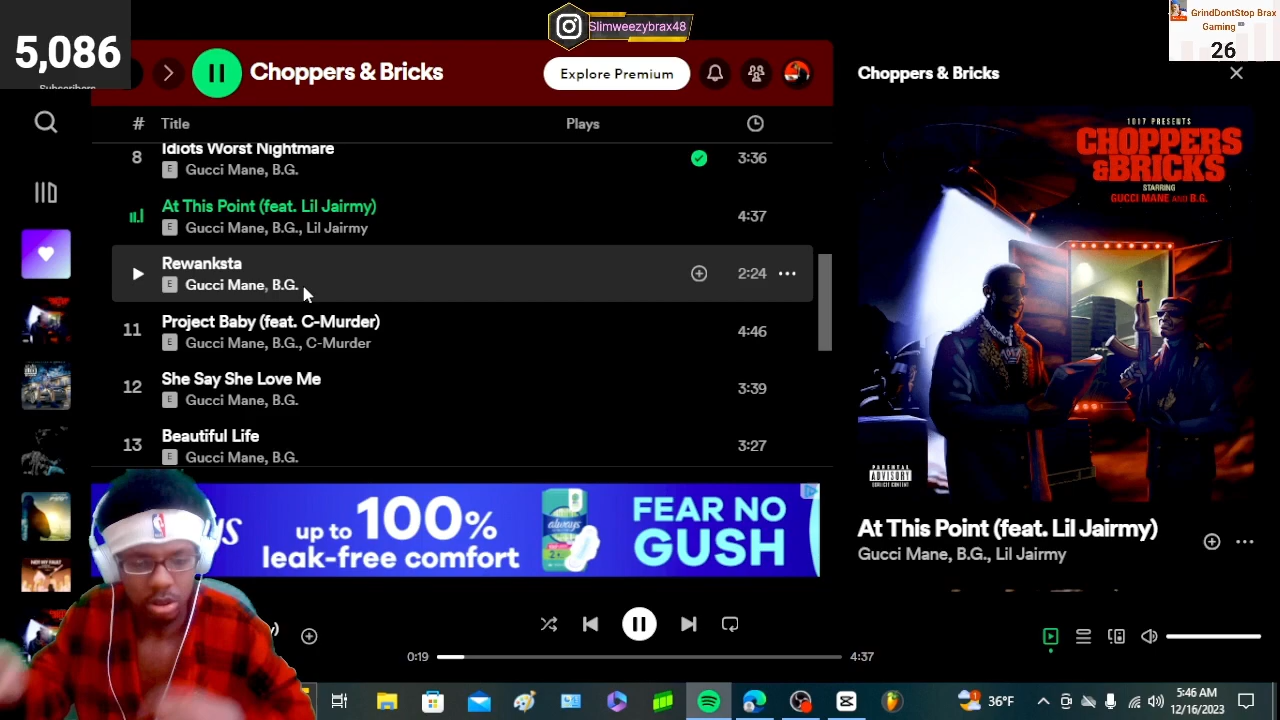 5,086
Subscribers
Slimweezybrax48
GrindDontStop Brax
Gaming
26
Choppers & Bricks
Explore Premium
# Title Plays
8 Idiots Worst Nightmare 3:36
E Gucci Mane, B.G.
At This Point (feat. Lil Jairmy) 4:37
E Gucci Mane, B.G., Lil Jairmy
Rewanksta 2:24
E Gucci Mane, B.G.
11 Project Baby (feat. C-Murder) 4:46
E Gucci Mane, B.G., C-Murder
12 She Say She Love Me 3:39
E Gucci Mane, B.G.
13 Beautiful Life 3:27
E Gucci Mane, B.G.
up to 100%
leak-free comfort
always
FEAR NO
GUSH
Choppers & Bricks
1017 PRESENTS
CHOPPERS
&BRICKS
STARRING
GUCCI MANE AND B.G.
PARENTAL
ADVISORY
EXPLICIT CONTENT
At This Point (feat. Lil Jairmy)
Gucci Mane, B.G., Lil Jairmy
0:19 4:37
36°F
5:46 AM
12/16/2023